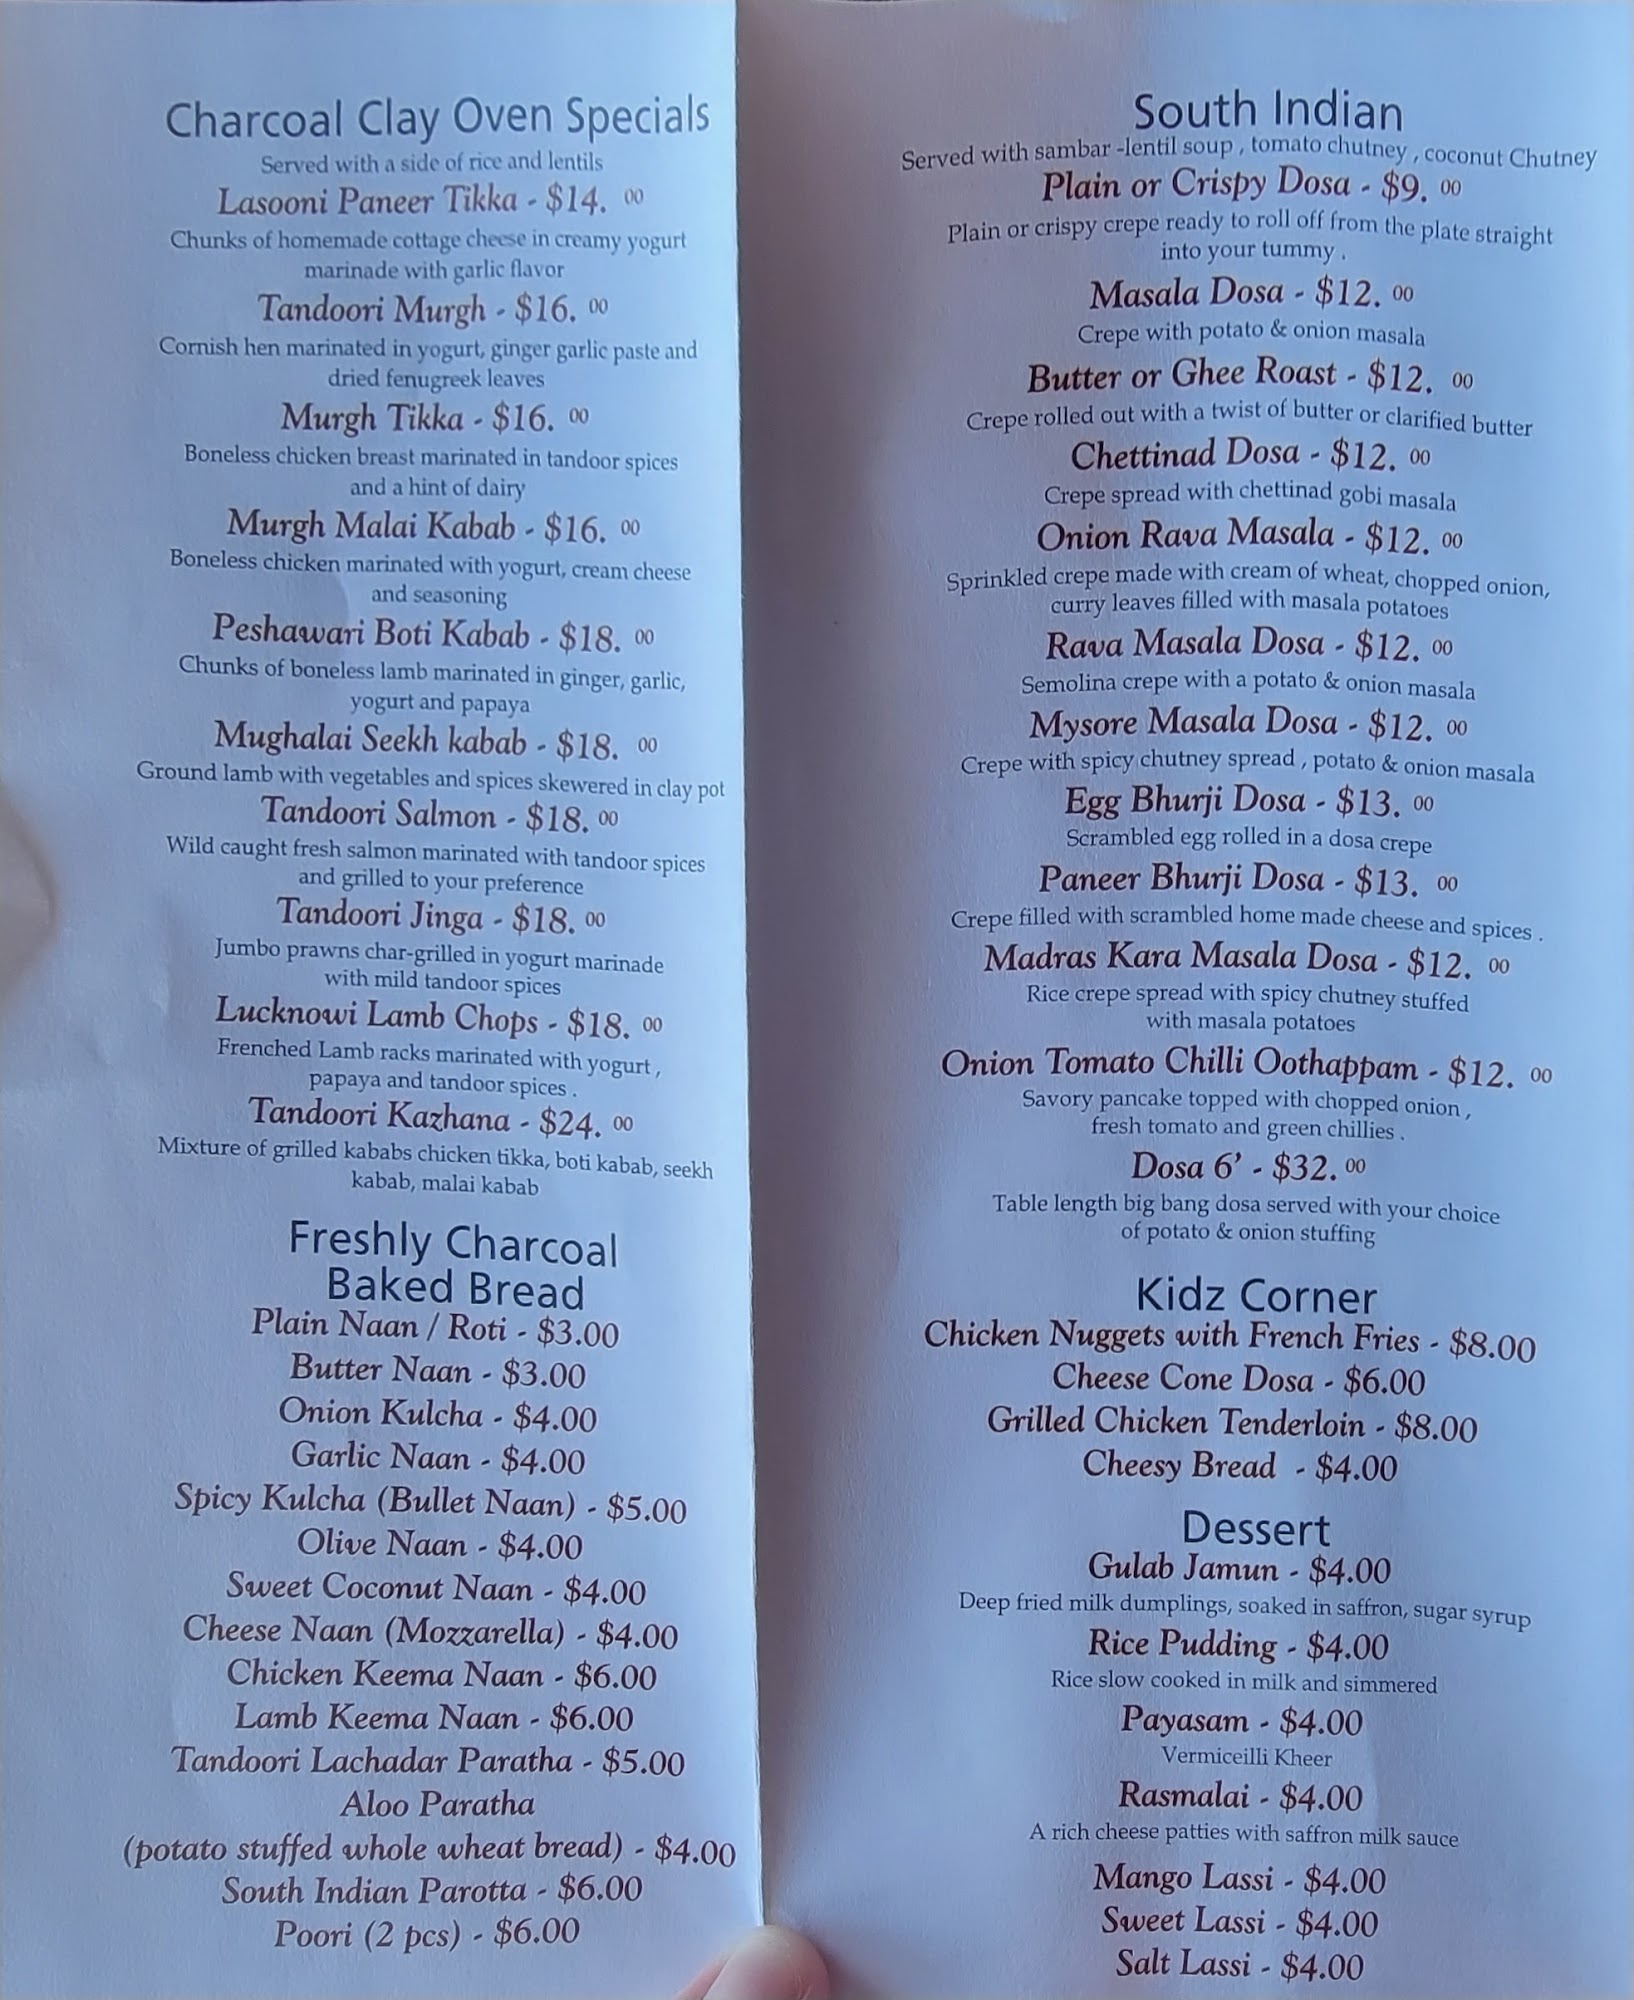 Charcoal Clay Oven Specials
Served with a side of rice and lentils
Lasooni Paneer Tikka - $14. 00
Chunks of homemade cottage cheese in creamy yogurt
marinade with garlic flavor
Tandoori Murgh - $16. 00
Cornish hen marinated in yogurt, ginger garlic paste and
dried fenugreek leaves
Murgh Tikka - $16. 00
Boneless chicken breast marinated in tandoor spices
and a hint of dairy
Murgh Malai Kabab - $16. 00
Boneless chicken marinated with yogurt, cream cheese
and seasoning
Peshawari Boti Kabab - $18. 00
Chunks of boneless lamb marinated in ginger, garlic,
yogurt and papaya
Mughalai Seekh kabab - $18. 00
Ground lamb with vegetables and spices skewered in clay pot
Tandoori Salmon - $18. 00
Wild caught fresh salmon marinated with tandoor spices
and grilled to your preference
Tandoori Jinga - $18. 00
Jumbo prawns char-grilled in yogurt marinade
with mild tandoor spices
Lucknowi Lamb Chops - $18. 00
Frenched Lamb racks marinated with yogurt ,
papaya and tandoor spices .
Tandoori Kazhana - $24. 00
Mixture of grilled kababs chicken tikka, boti kabab, seekh
kabab, malai kabab
Freshly Charcoal
Baked Bread
Plain Naan / Roti - $3.00
Butter Naan - $3.00
Onion Kulcha - $4.00
Garlic Naan - $4.00
Spicy Kulcha (Bullet Naan) - $5.00
Olive Naan - $4.00
Sweet Coconut Naan - $4.00
Cheese Naan (Mozzarella) - $4.00
Chicken Keema Naan - $6.00
Lamb Keema Naan - $6.00
Tandoori Lachadar Paratha - $5.00
Aloo Paratha
(potato stuffed whole wheat bread) - $4.00
South Indian Parotta - $6.00
Poori (2 pcs) - $6.00
South Indian
Served with sambar -lentil soup , tomato chutney , coconut Chutney
Plain or Crispy Dosa - $9. 00
Plain or crispy crepe ready to roll off from the plate straight
into your tummy .
Masala Dosa - $12. 00
Crepe with potato & onion masala
Butter or Ghee Roast - $12. 00
Crepe rolled out with a twist of butter or clarified butter
Chettinad Dosa - $12. 00
Crepe spread with chettinad gobi masala
Onion Rava Masala - $12. 00
Sprinkled crepe made with cream of wheat, chopped onion,
curry leaves filled with masala potatoes
Rava Masala Dosa - $12. 00
Semolina crepe with a potato & onion masala
Mysore Masala Dosa - $12. 00
Crepe with spicy chutney spread , potato & onion masala
Egg Bhurji Dosa - $13. 00
Scrambled egg rolled in a dosa crepe
Paneer Bhurji Dosa - $13. 00
Crepe filled with scrambled home made cheese and spices .
Madras Kara Masala Dosa - $12. 00
Rice crepe spread with spicy chutney stuffed
with masala potatoes
Onion Tomato Chilli Oothappam - $12. 00
Savory pancake topped with chopped onion ,
fresh tomato and green chillies .
Dosa 6' - $32. 00
Table length big bang dosa served with your choice
of potato & onion stuffing
Kidz Corner
Chicken Nuggets with French Fries - $8.00
Cheese Cone Dosa - $6.00
Grilled Chicken Tenderloin - $8.00
Cheesy Bread - $4.00
Dessert
Gulab Jamun - $4.00
Deep fried milk dumplings, soaked in saffron, sugar syrup
Rice Pudding - $4.00
Rice slow cooked in milk and simmered
Payasam - $4.00
Vermiceilli Kheer
Rasmalai - $4.00
A rich cheese patties with saffron milk sauce
Mango Lassi - $4.00
Sweet Lassi - $4.00
Salt Lassi - $4.00